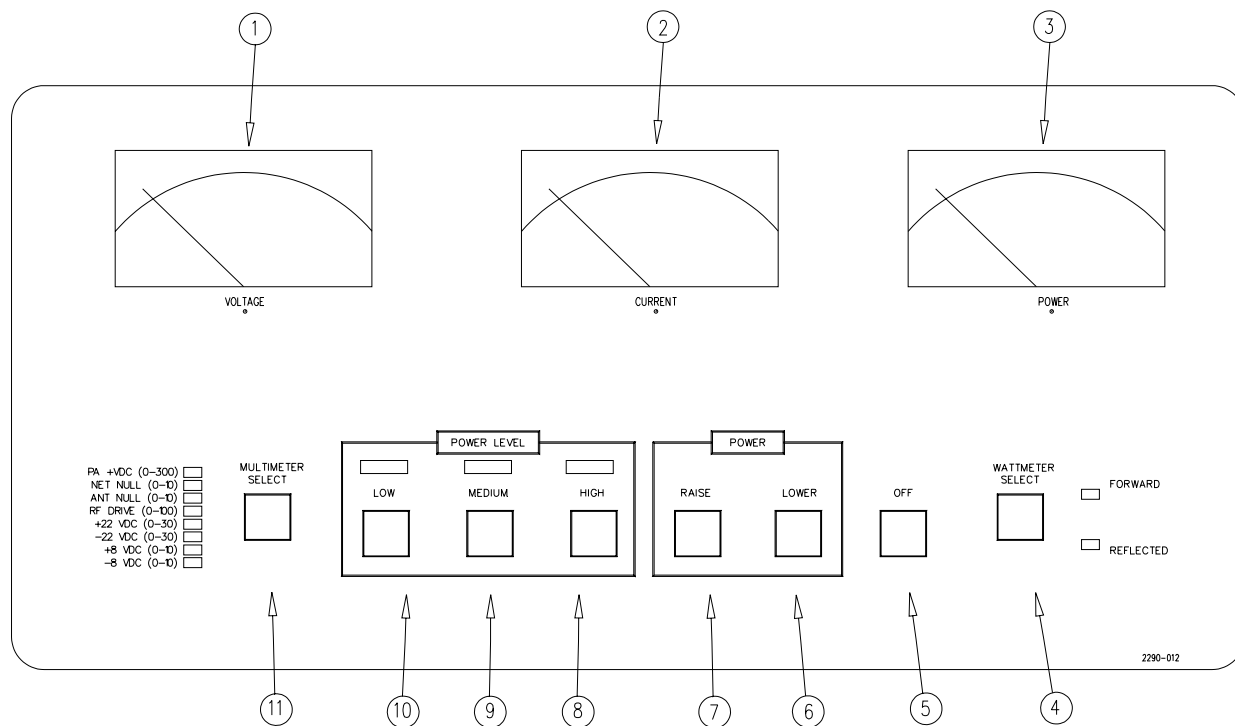 1
2
3
VOLTAGE
CURRENT
POWER
POWER LEVEL
POWER
PA +VDC (0-300)
NET NULL (0-10)
ANT NULL (0-10)
RF DRIVE (0-100)
+22 VDC (0-30)
-22 VDC (0-30)
+8 VDC (0-10)
-8 VDC (0-10)
MULTIMETER
SELECT
LOW
MEDIUM
HIGH
RAISE
LOWER
OFF
WATTMETER
SELECT
FORWARD
REFLECTED
2290-012
11
10
9
8
7
6
5
4